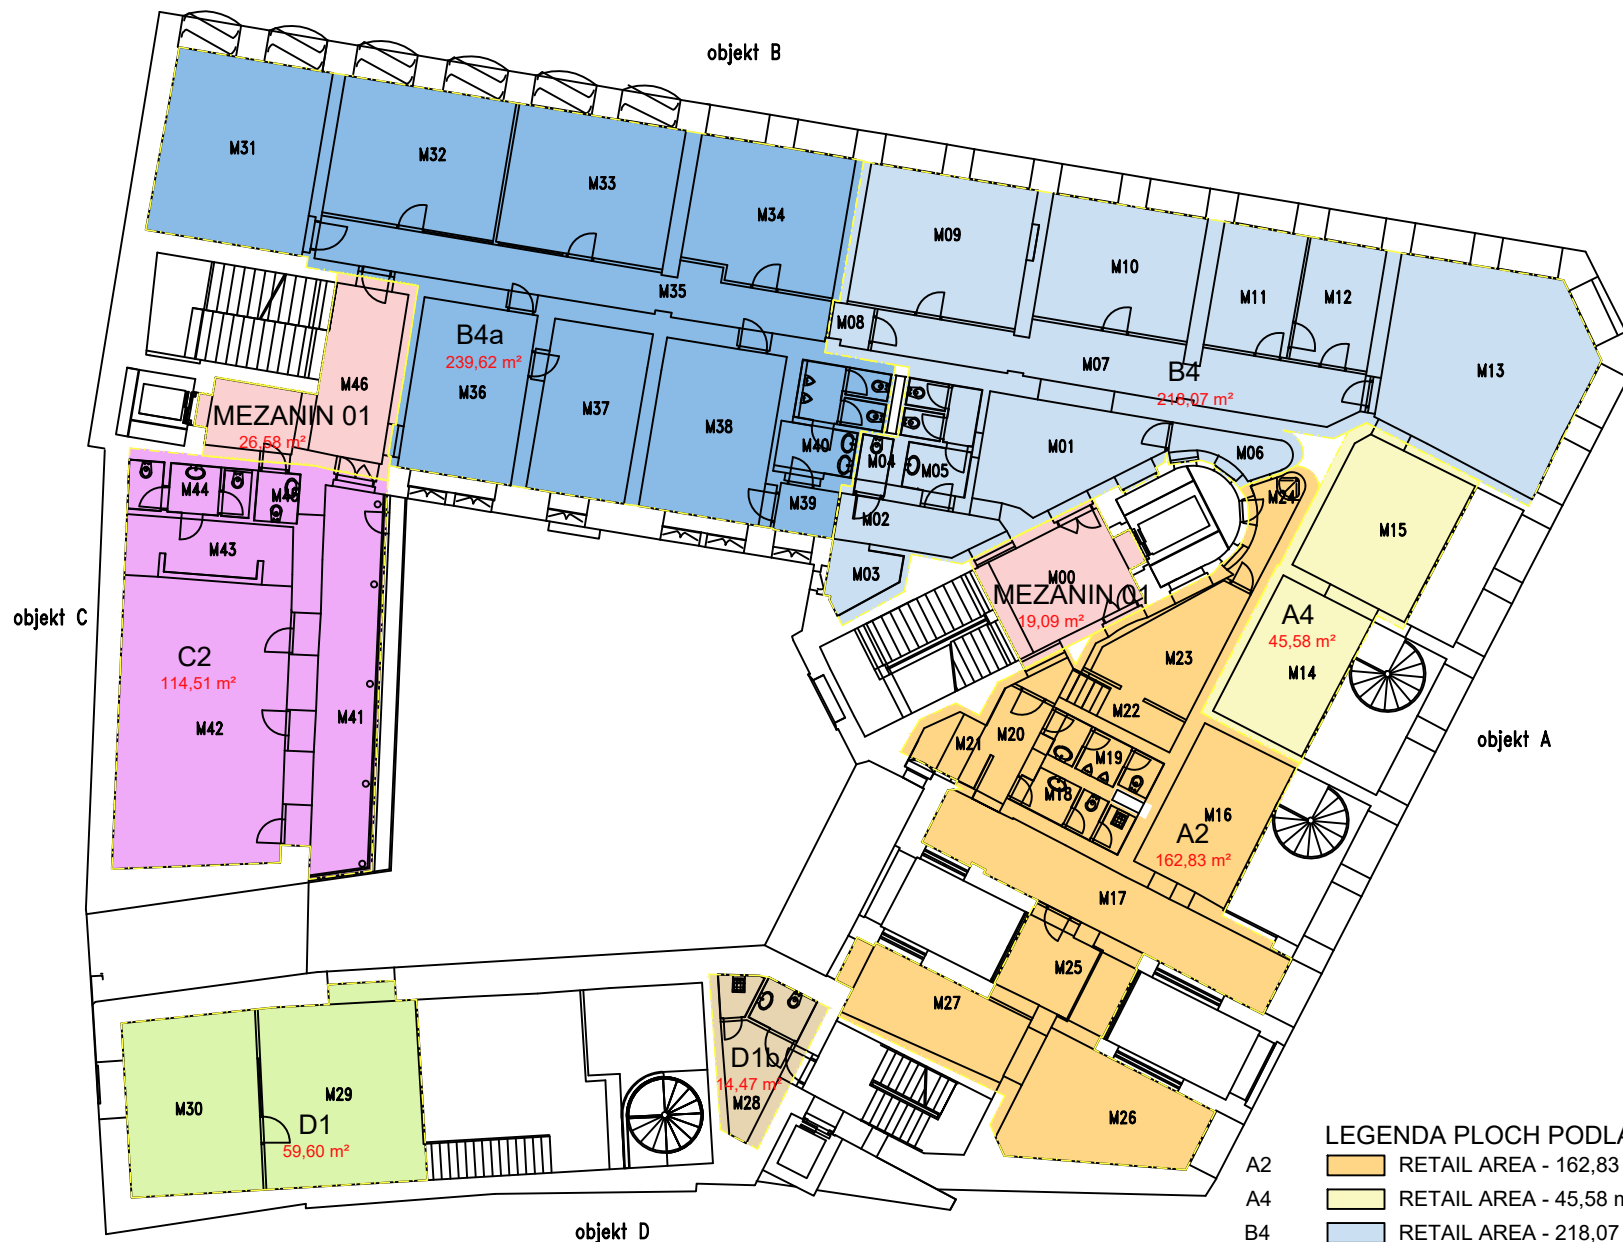 objekt B
M31
M32
M33
M34
M09
M10
M11
M12
M13
M35
M08
M07
B4a
239,62 m²
M36
M37
M38
B4
218,07 m²
M46
MEZANIN 01
26,58 m²
M01
M06
M40
M04
M05
M39
M02
M03
M24
M15
M44
M45
M43
M00
MEZANIN 01
19,09 m²
A4
45,58 m²
M14
objekt C
C2
114,51 m²
M42
M41
M23
M22
M20
M21
M19
M18
M16
A2
162,83 m²
objekt A
M17
M25
M27
M26
D1b
14,47 m²
M28
M30
M29
D1
59,60 m²
objekt D
LEGENDA PLOCH PODLA
A2 RETAIL AREA - 162,83
A4 RETAIL AREA - 45,58 m
B4 RETAIL AREA - 218,07